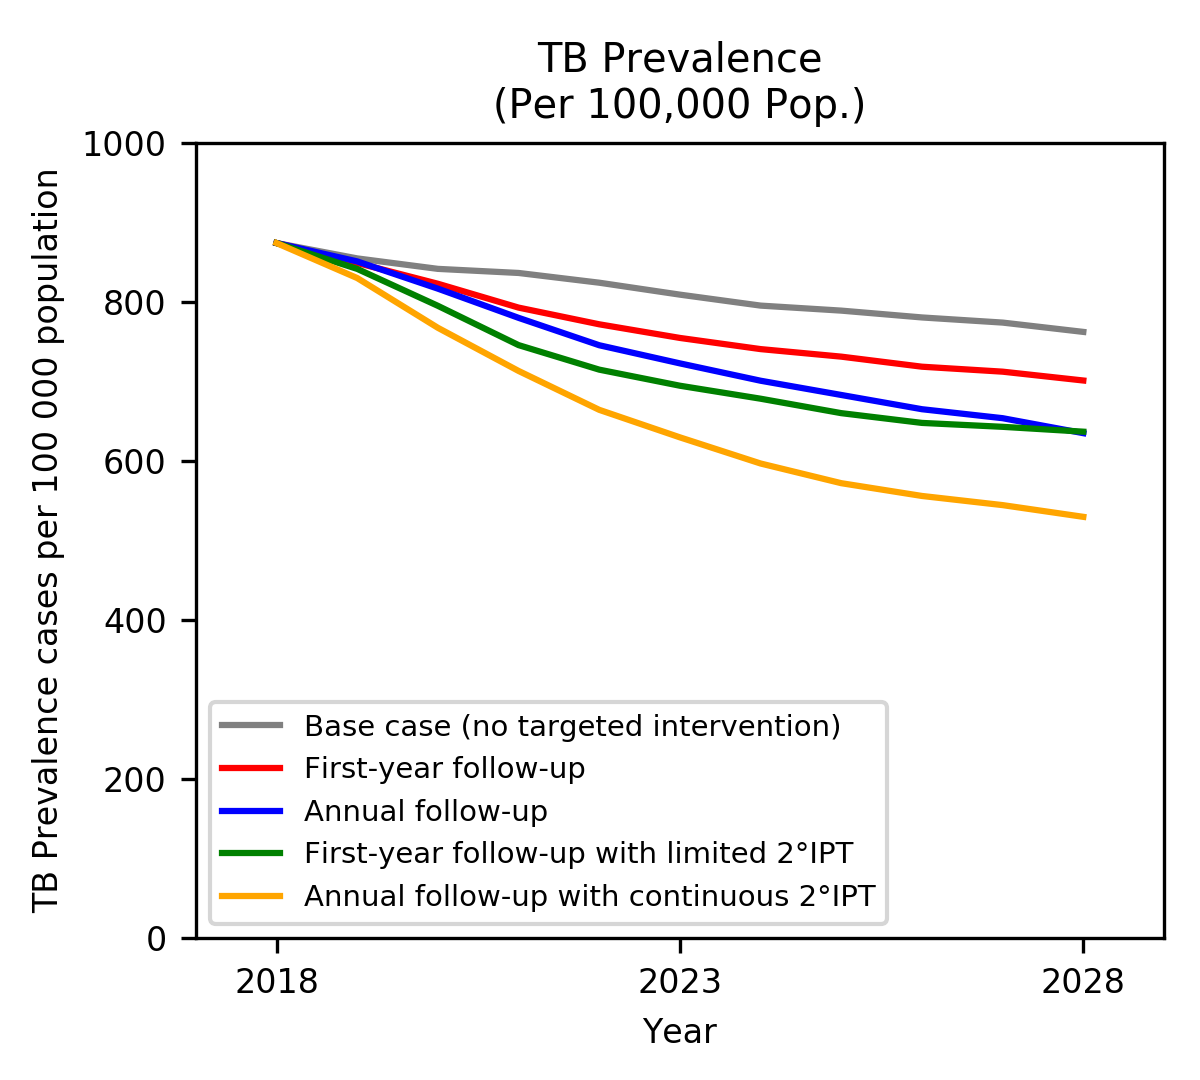 TB Prevalence
(Per 100,000 Pop.)
TB Prevalence cases per 100 000 population
1000
800
600
400
200
0
Base case (no targeted intervention)
First-year follow-up
Annual follow-up
First-year follow-up with limited 2°IPT
Annual follow-up with continuous 2°IPT
2018 2023 2028
Year